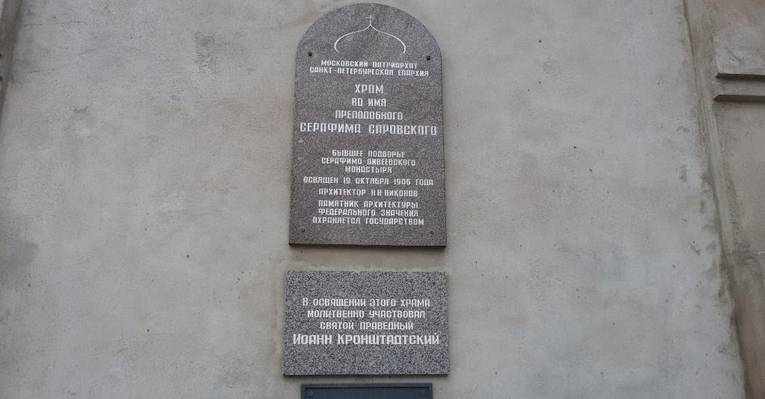 МОСКОВСКИЙ ПАТРИАРХАТ
САНКТ-ПЕТЕРБУРГСКАЯ ЕПАРХИЯ
ХРАМ
ВО ИМЯ
ПРЕПОДОБНОГО
СЕРАФИМА САРОВСКОГО
БЫВШЕЕ ПОДВОРЬЕ
СЕРАФИМО-ДИВЕЕВСКОГО
МОНАСТЫРЯ
ОСВЯЩЕН 19 ОКТЯБРЯ 1906 ГОДА
АРХИТЕКТОР Н Н НИКОНОВ
ПАМЯТНИК АРХИТЕКТУРЫ
ФЕДЕРАЛЬНОГО ЗНАЧЕНИЯ
ОХРАНЯЕТСЯ ГОСУДАРСТВОМ
В ОСВЯЩЕНИИ ЭТОГО ХРАМА
МОЛИТВЕННО УЧАСТВОВАЛ
СВЯТОЙ ПРАВЕДНЫЙ
ИОАНН КРОНШТАДТСКИЙ